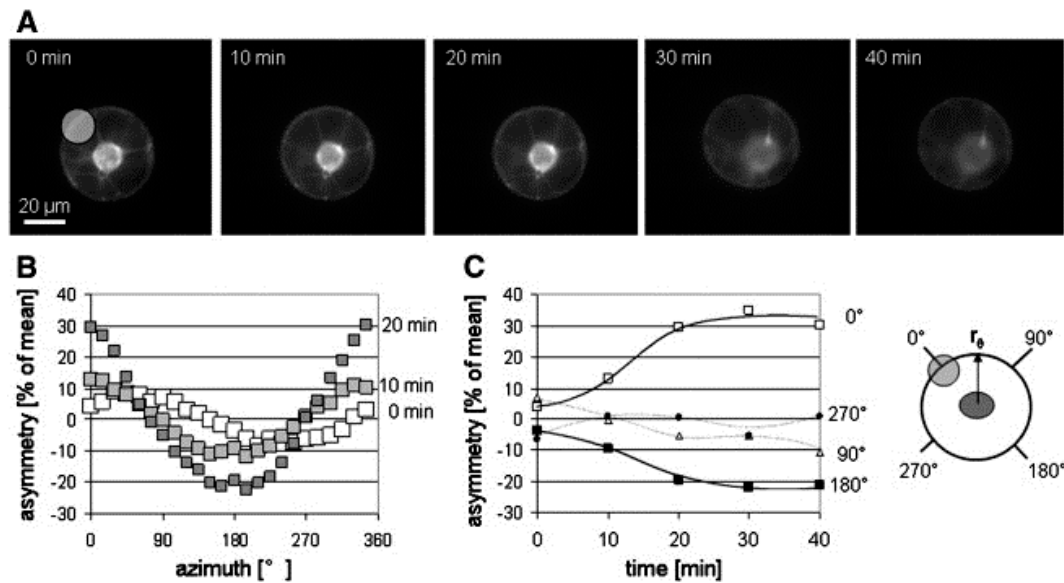 A
0 min
10 min
20 min
30 min
40 min
20 µm
B
asymmetry [% of mean]
40
30
20
10
0
-10
-20
-30
20 min
10 min
0 min
0
90
180
270
360
azimuth [° ]
C
asymmetry [% of mean]
40
30
20
10
0
-10
-20
-30
0°
270°
90°
180°
0
10
20
30
40
time [min]
0°
rθ
90°
270°
180°